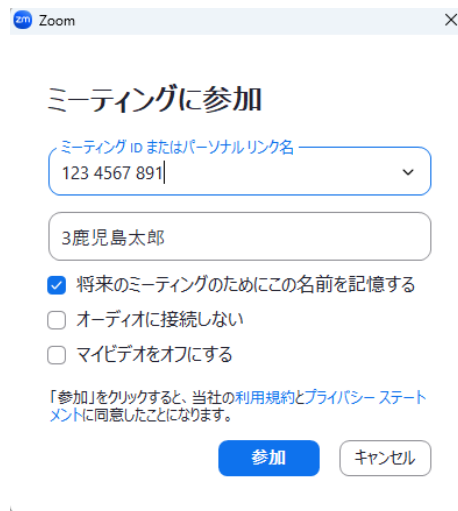 zm Zoom
ミーティングに参加
ミーティング ID またはパーソナル リンク名
123 4567 891
3鹿児島太郎
将来のミーティングのためにこの名前を記憶する
オーディオに接続しない
マイビデオをオフにする
「参加」をクリックすると、当社の利用規約とプライバシー ステート
メントに同意したことになります。
参加 キャンセル